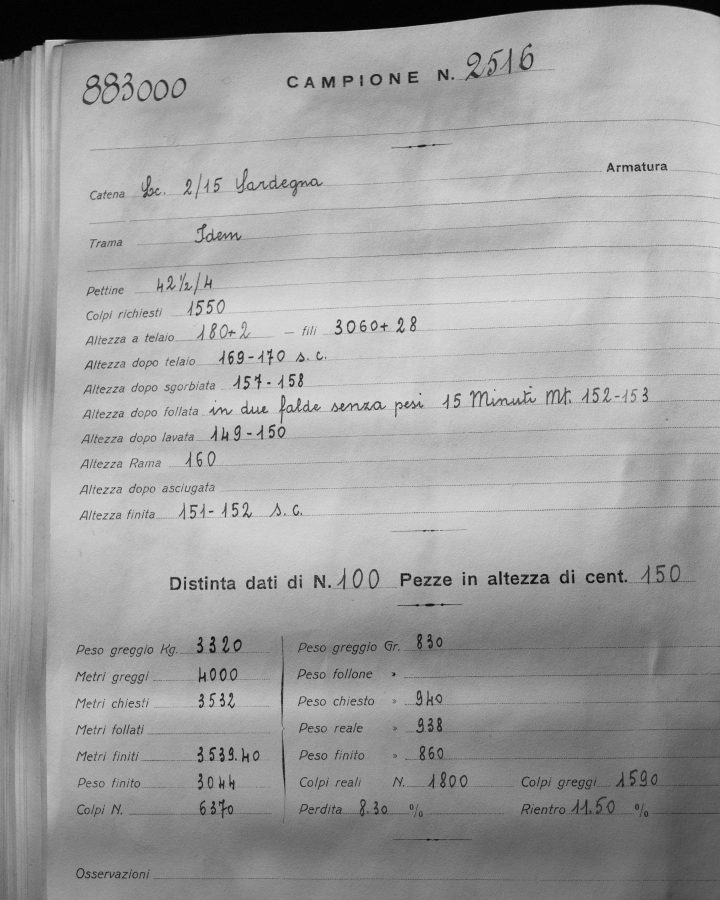 883000 CAMPIONE N. 2516
Armatura
Catena Lc. 2/15 Sardegna
Trama Idem
Pettine 42½/4
Colpi richiesti 1550
Altezza a telaio 180+2 – fili 3060+28
Altezza dopo telaio 169-170 s.c.
Altezza dopo sgorbiata 157-158
Altezza dopo follata in due falde senza pesi 15 Minuti Mt. 152-153
Altezza dopo lavata 149-150
Altezza Rama 160
Altezza dopo asciugata
Altezza finita 151-152 s.c.
Distinta dati di N. 100 Pezze in altezza di cent. 150
Peso greggio Kg. 3320 Peso greggio Gr. 830
Metri greggi 4000 Peso follone »
Metri chiesti 3532 Peso chiesto » 940
Metri follati Peso reale » 938
Metri finiti 3539.40 Peso finito » 860
Peso finito 3044 Colpi reali N. 1800 Colpi greggi 1590
Colpi N. 6370 Perdita 8.30 % Rientro 11.50 %
Osservazioni